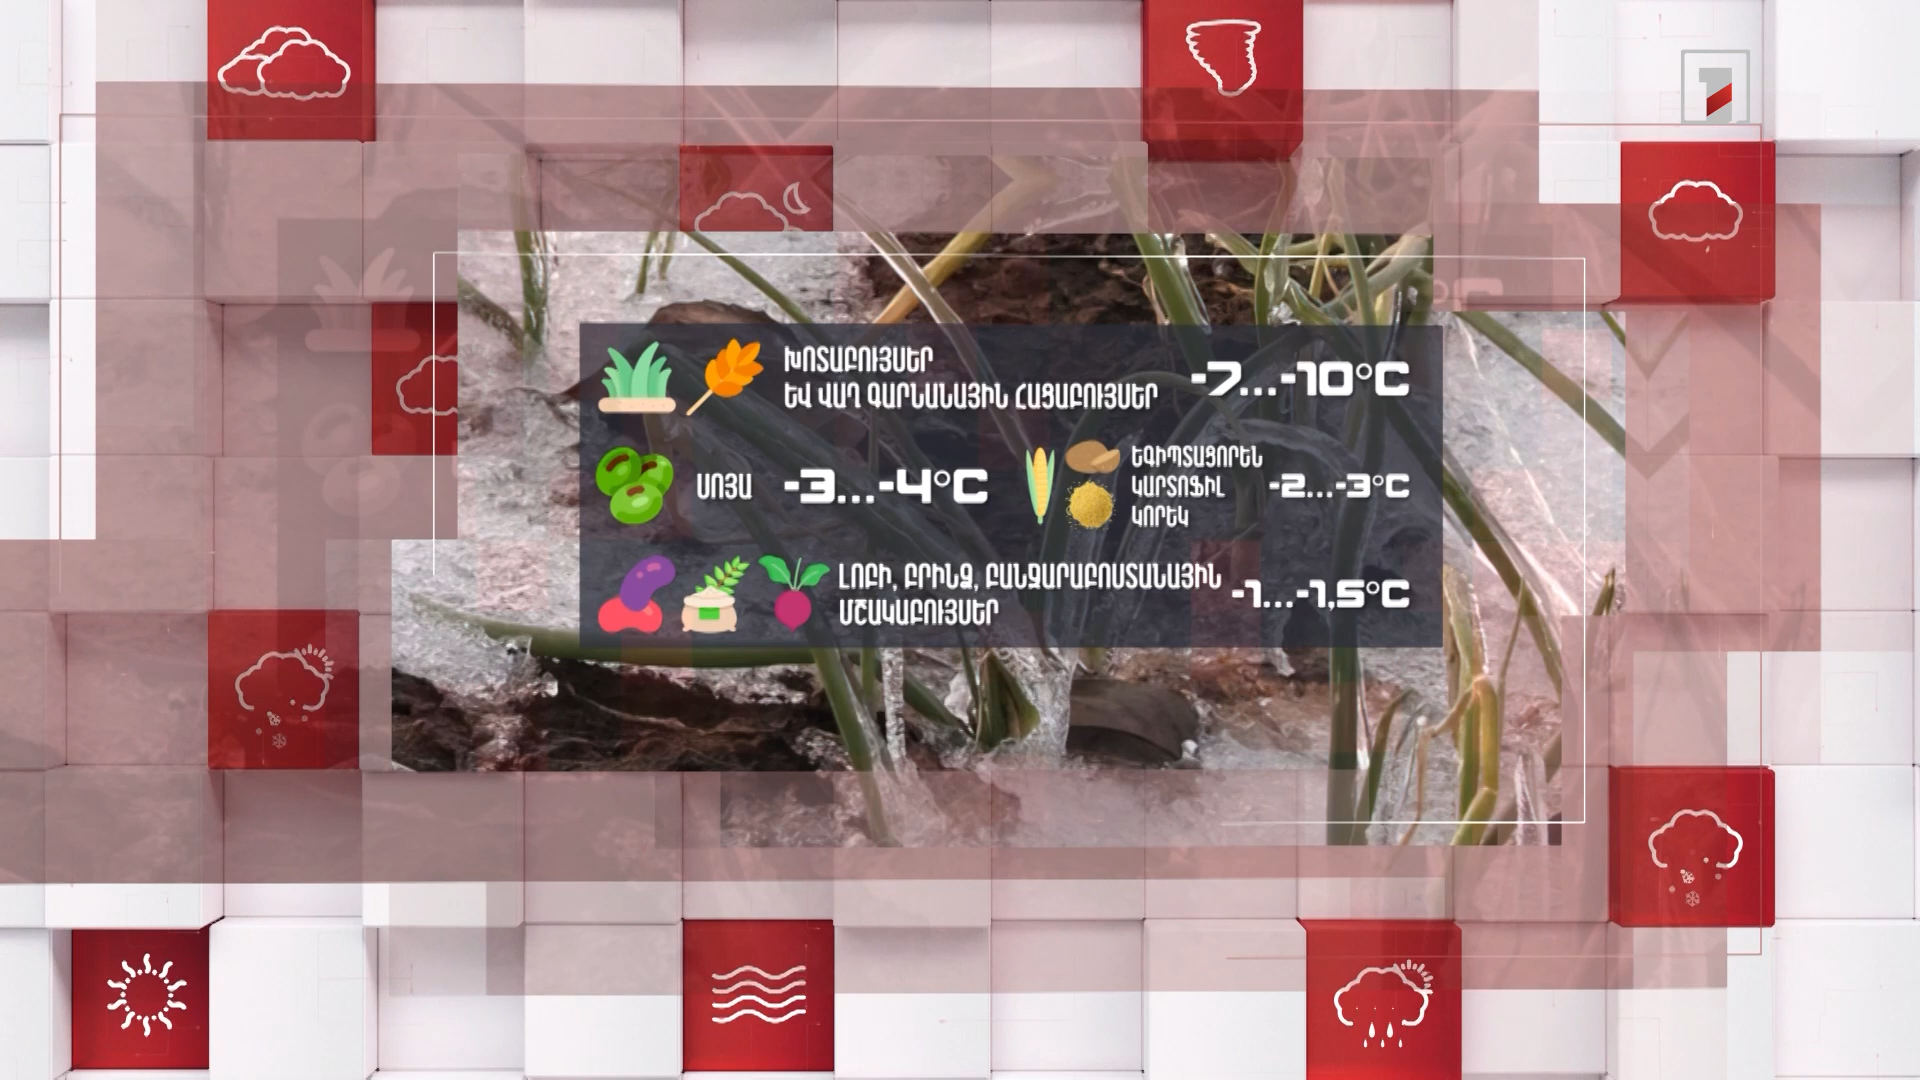 ԽՈՏԱԲՈՒՅՍԵՐ
ԵՎ ՎԱՂ ԳԱՐՆԱՆԱՅԻՆ ՀԱՑԱԲՈՒՅՍԵՐ
-7...-10°C
ՍՈՅԱ
-3...-4°C
ԵԳԻՊՏԱՑՈՐԵՆ
ԿԱՐՏՈՖԻԼ
ԿՈՐԵԿ
-2...-3°C
ԼՈԲԻ, ԲՐԻՆՁ, ԲԱՆՋԱՐԱԲՈՍՏԱՆԱՅԻՆ
ՄՇԱԿԱԲՈՒՅՍԵՐ
-1...-1,5°C